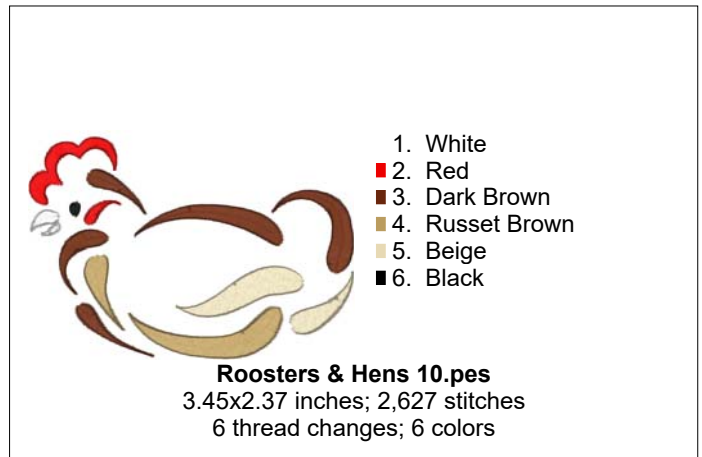 1. White
2. Red
3. Dark Brown
4. Russet Brown
5. Beige
6. Black
Roosters & Hens 10.pes
3.45x2.37 inches; 2,627 stitches
6 thread changes; 6 colors